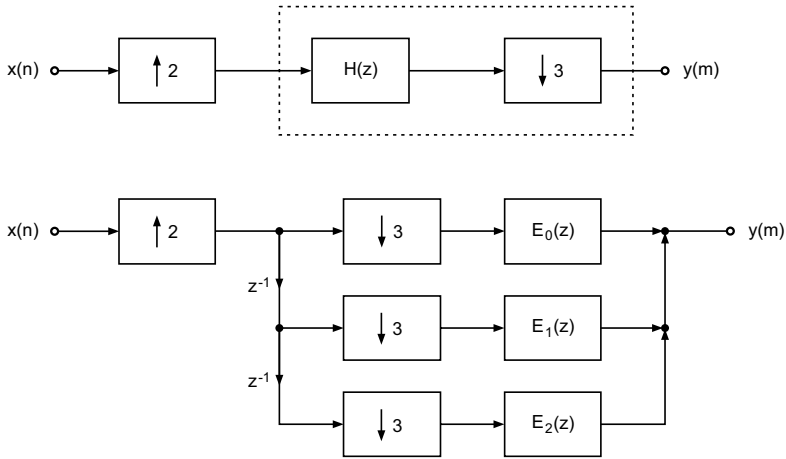 x(n) ↑ 2 H(z) ↓ 3 y(m)
x(n) ↑ 2 ↓ 3 E₀(z) y(m)
z⁻¹
↓ 3 E₁(z)
z⁻¹
↓ 3 E₂(z)